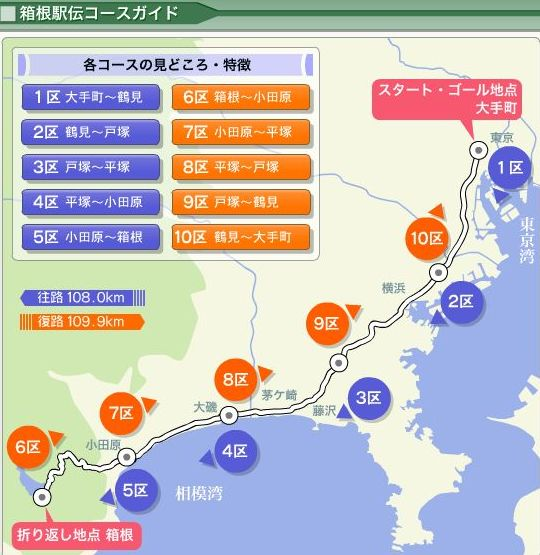 箱根駅伝コースガイド
各コースの見どころ・特徴
1区 大手町〜鶴見
6区 箱根〜小田原
2区 鶴見〜戸塚
7区 小田原〜平塚
3区 戸塚〜平塚
8区 平塚〜戸塚
4区 平塚〜小田原
9区 戸塚〜鶴見
5区 小田原〜箱根
10区 鶴見〜大手町
スタート・ゴール地点
大手町
東京
1区
東京湾
10区
往路 108.0km
復路 109.9km
横浜
2区
9区
8区
茅ケ崎
3区
大磯
藤沢
7区
小田原
4区
6区
5区
相模湾
折り返し地点 箱根